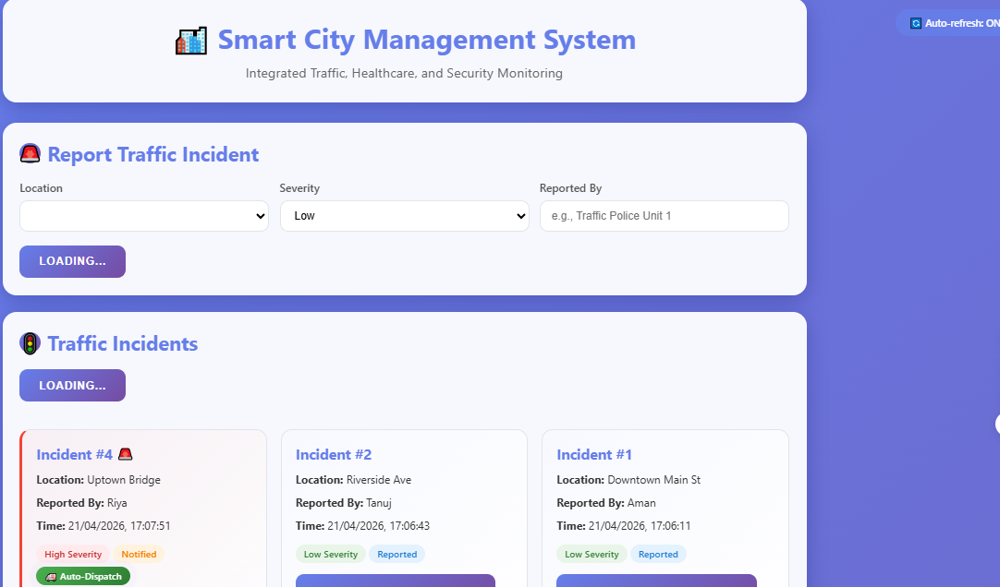 Smart City Management System
Auto-refresh: ON
Integrated Traffic, Healthcare, and Security Monitoring
Report Traffic Incident
Location Severity Reported By
Low e.g., Traffic Police Unit 1
LOADING...
Traffic Incidents
LOADING...
Incident #4 Incident #2 Incident #1
Location: Uptown Bridge Location: Riverside Ave Location: Downtown Main St
Reported By: Riya Reported By: Tanuj Reported By: Aman
Time: 21/04/2026, 17:07:51 Time: 21/04/2026, 17:06:43 Time: 21/04/2026, 17:06:11
High Severity Notified Low Severity Reported Low Severity Reported
Auto-Dispatch